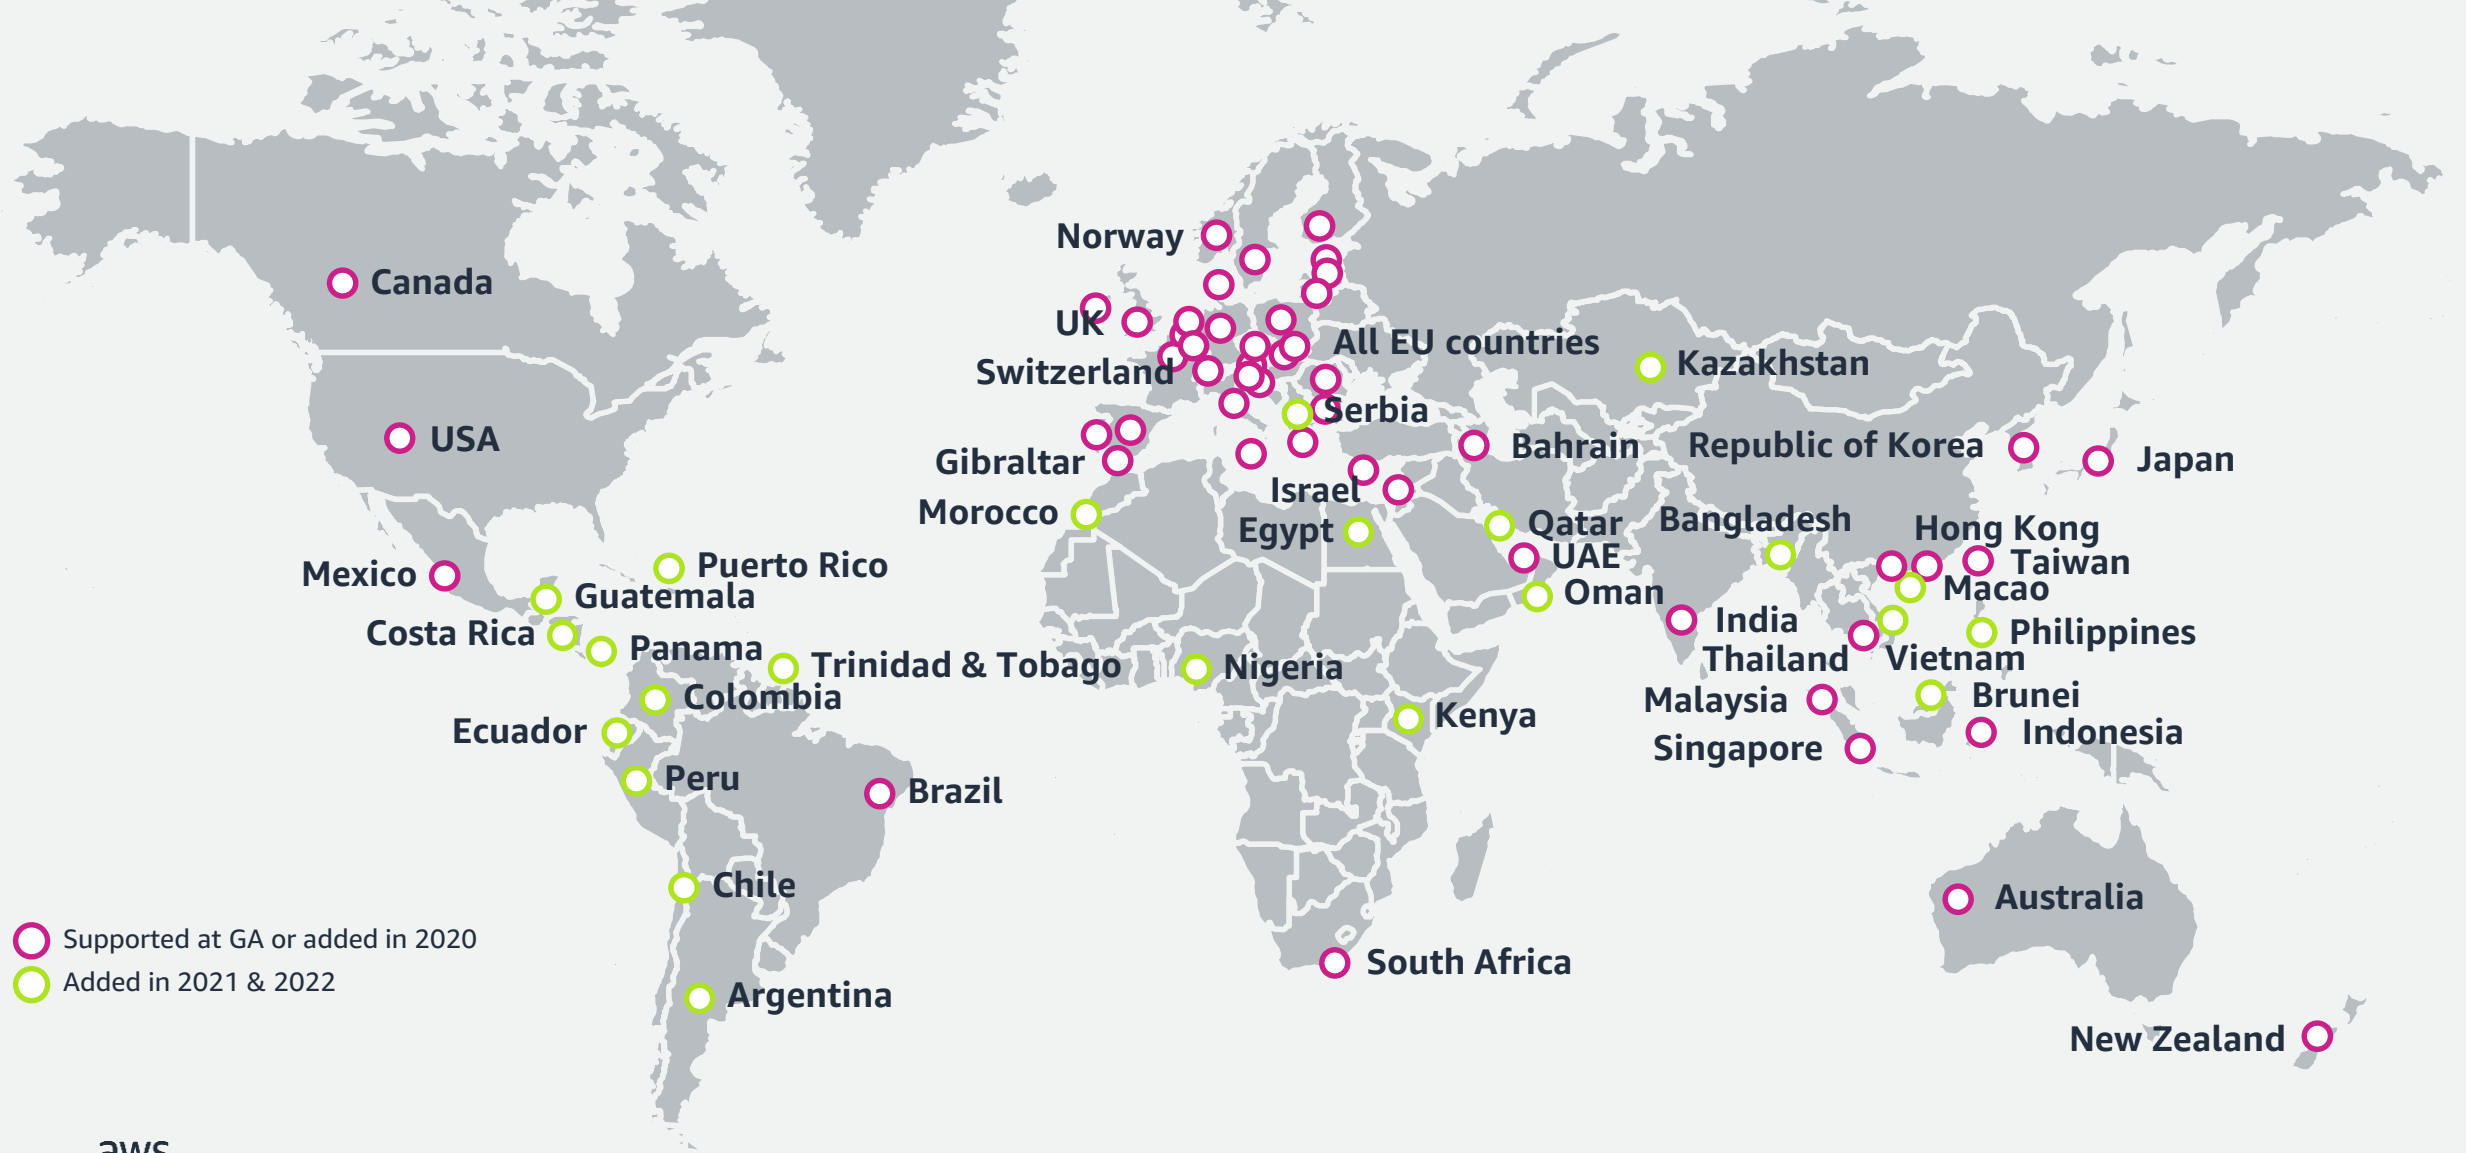 Norway
Canada
UK
All EU countries
Switzerland
Kazakhstan
Serbia
USA
Bahrain
Republic of Korea
Japan
Gibraltar
Israel
Morocco
Egypt
Qatar
Bangladesh
Hong Kong
UAE
Taiwan
Mexico
Puerto Rico
Guatemala
Oman
Macao
Costa Rica
Panama
India
Philippines
Trinidad & Tobago
Nigeria
Thailand
Vietnam
Colombia
Malaysia
Brunei
Ecuador
Kenya
Indonesia
Singapore
Peru
Brazil
Chile
Australia
Supported at GA or added in 2020
South Africa
Added in 2021 & 2022
Argentina
New Zealand
aws